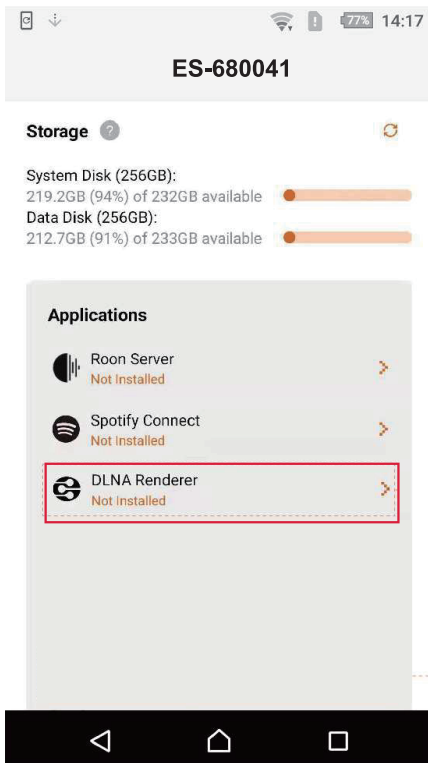 77% 14:17
ES-680041
Storage ?
System Disk (256GB):
219.2GB (94%) of 232GB available
Data Disk (256GB):
212.7GB (91%) of 233GB available
Applications
Roon Server
Not Installed
Spotify Connect
Not Installed
DLNA Renderer
Not Installed